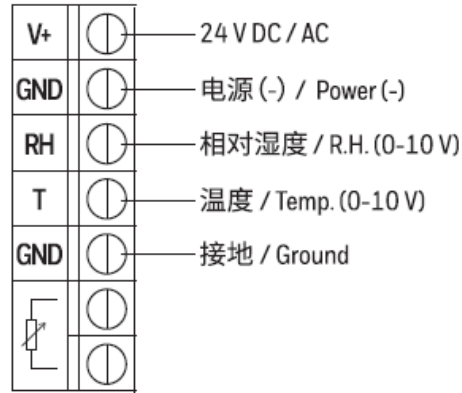 V+ 24 V DC / AC
GND 电源(-) / Power(-)
RH 相对湿度 / R.H. (0-10 V)
T 温度 / Temp. (0-10 V)
GND 接地 / Ground